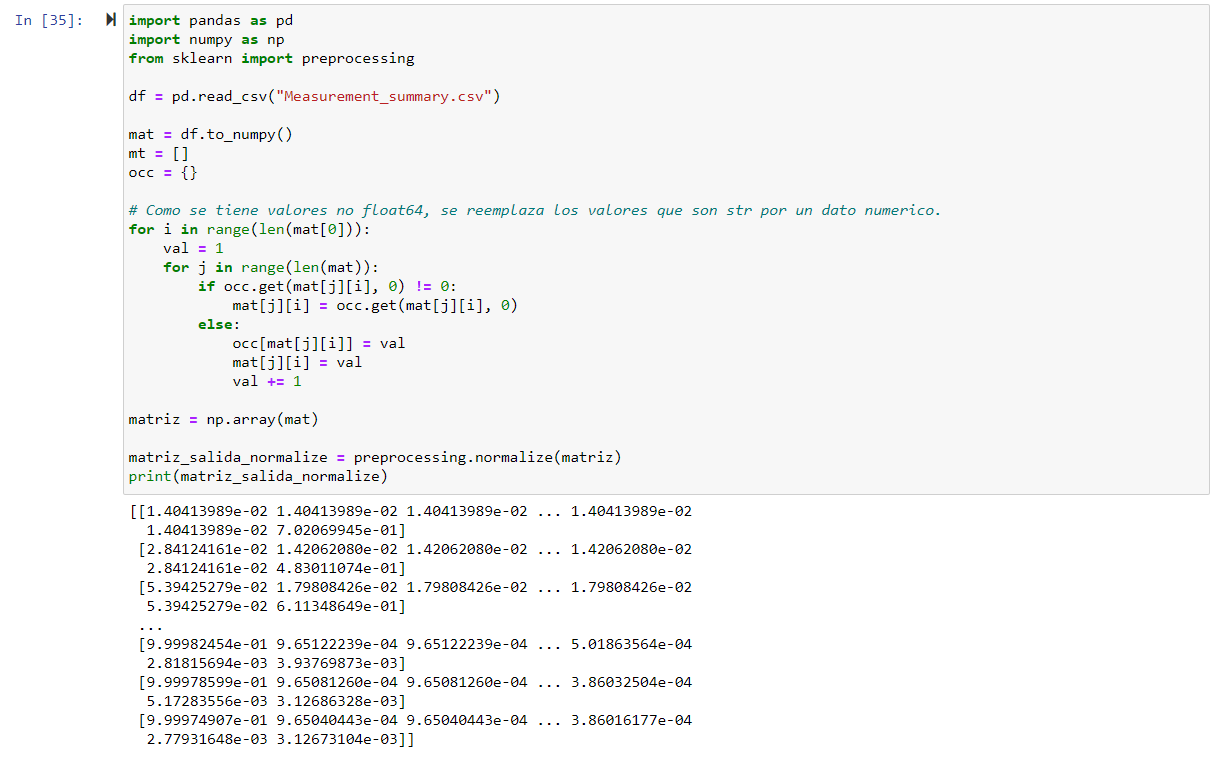 In [35]:
import pandas as pd
import numpy as np
from sklearn import preprocessing

df = pd.read_csv("Measurement_summary.csv")

mat = df.to_numpy()
mt = []
occ = {}

# Como se tiene valores no float64, se reemplaza los valores que son str por un dato numerico.
for i in range(len(mat[0])):
    val = 1
    for j in range(len(mat)):
        if occ.get(mat[j][i], 0) != 0:
            mat[j][i] = occ.get(mat[j][i], 0)
        else:
            occ[mat[j][i]] = val
            mat[j][i] = val
            val += 1

matriz = np.array(mat)

matriz_salida_normalize = preprocessing.normalize(matriz)
print(matriz_salida_normalize)
[[1.40413989e-02 1.40413989e-02 1.40413989e-02 ... 1.40413989e-02
  1.40413989e-02 7.02069945e-01]
 [2.84124161e-02 1.42062080e-02 1.42062080e-02 ... 1.42062080e-02
  2.84124161e-02 4.83011074e-01]
 [5.39425279e-02 1.79808426e-02 1.79808426e-02 ... 1.79808426e-02
  5.39425279e-02 6.11348649e-01]
 ...
 [9.99982454e-01 9.65122239e-04 9.65122239e-04 ... 5.01863564e-04
  2.81815694e-03 3.93769873e-03]
 [9.99978599e-01 9.65081260e-04 9.65081260e-04 ... 3.86032504e-04
  5.17283556e-03 3.12686328e-03]
 [9.99974907e-01 9.65040443e-04 9.65040443e-04 ... 3.86016177e-04
  2.77931648e-03 3.12673104e-03]]